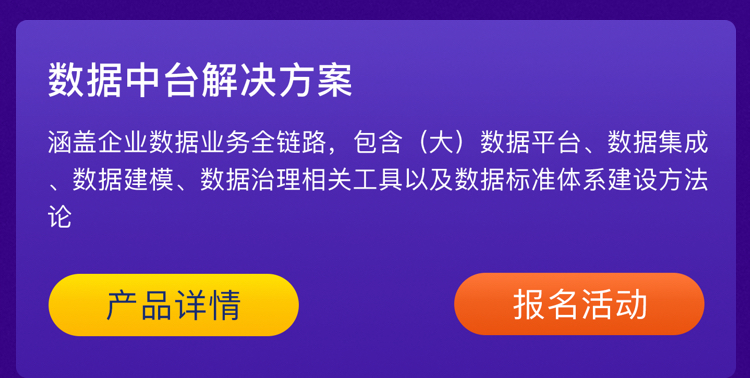 数据中台解决方案
涵盖企业数据业务全链路，包含（大）数据平台、数据集成
、数据建模、数据治理相关工具以及数据标准体系建设方法
论
产品详情
报名活动